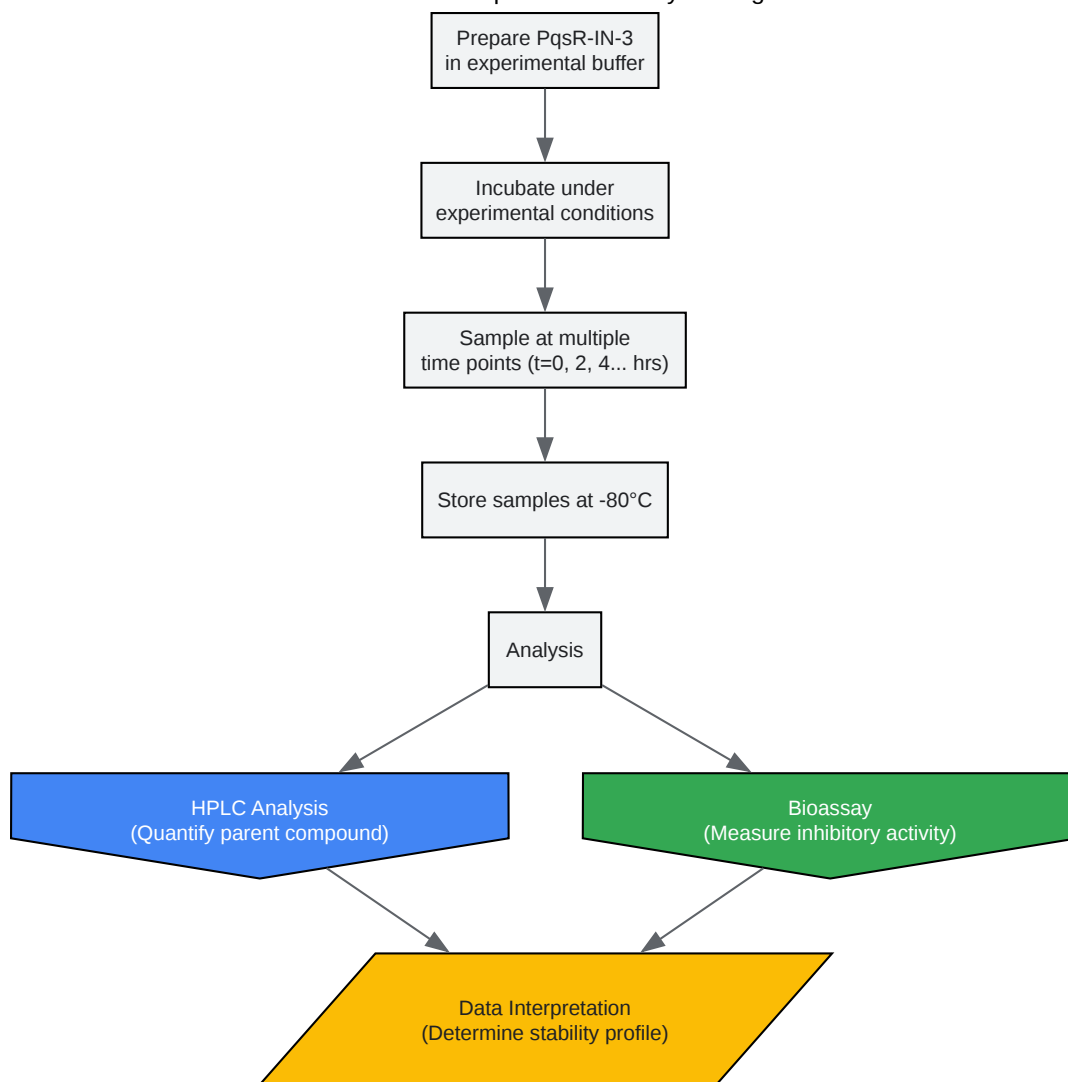 Prepare PqsR-IN-3
in experimental buffer
Incubate under
experimental conditions
Sample at multiple
time points (t=0, 2, 4... hrs)
Store samples at -80°C
Analysis
HPLC Analysis
(Quantify parent compound)
Bioassay
(Measure inhibitory activity)
Data Interpretation
(Determine stability profile)